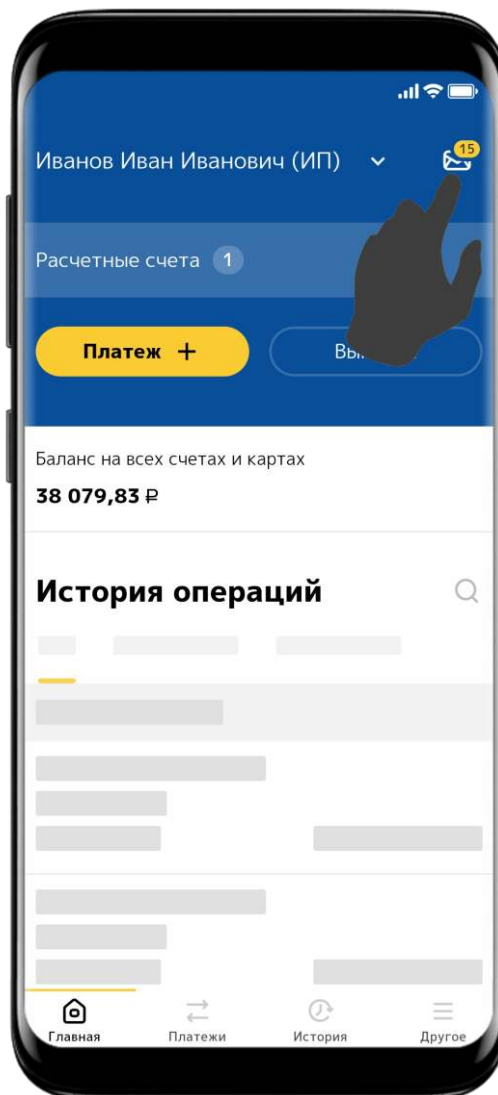 15
Иванов Иван Иванович (ИП)
Расчетные счета 1
Платеж +
Баланс на всех счетах и картах
38 079,83 ₽
История операций
Главная Платежи История Другое